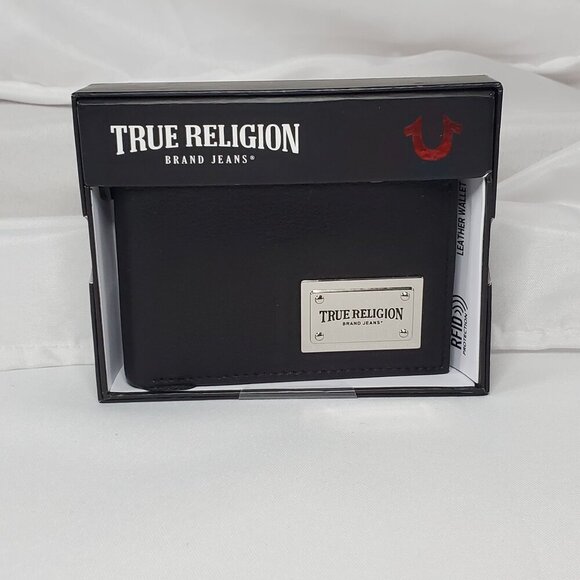 TRUE RELIGION
BRAND JEANS®
TRUE RELIGION
BRAND JEANS®
LEATHER WALLET
RFID
PROTECTION